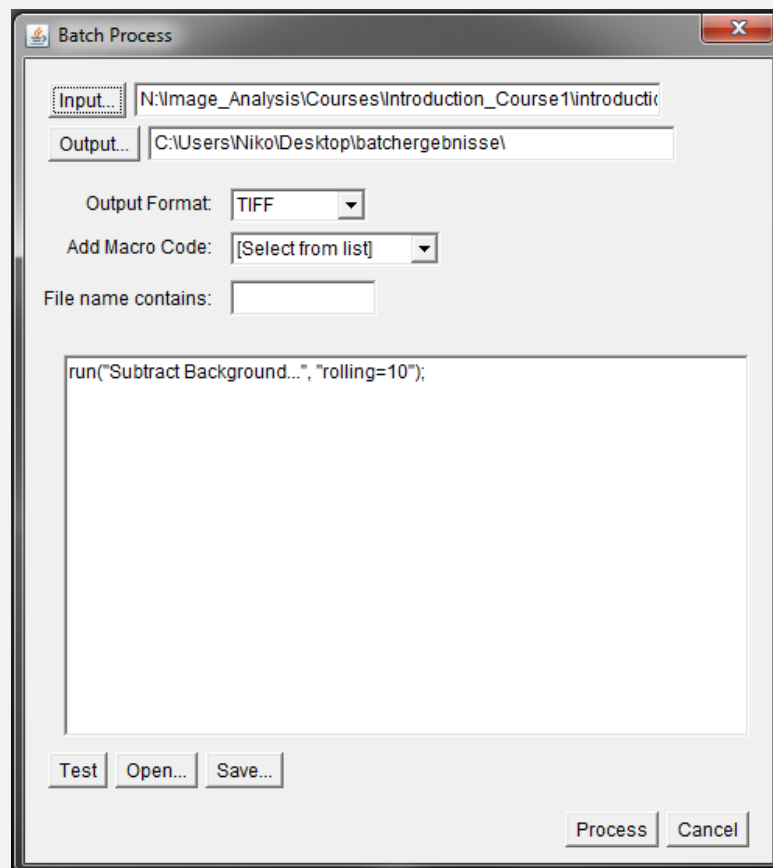 Batch Process
Input... N:\Image_Analysis\Courses\Introduction_Course1\introductic
Output... C:\Users\Niko\Desktop\batchergebnisse\
Output Format: TIFF
Add Macro Code: [Select from list]
File name contains:
run("Subtract Background...", "rolling=10");
Test Open... Save...
Process Cancel